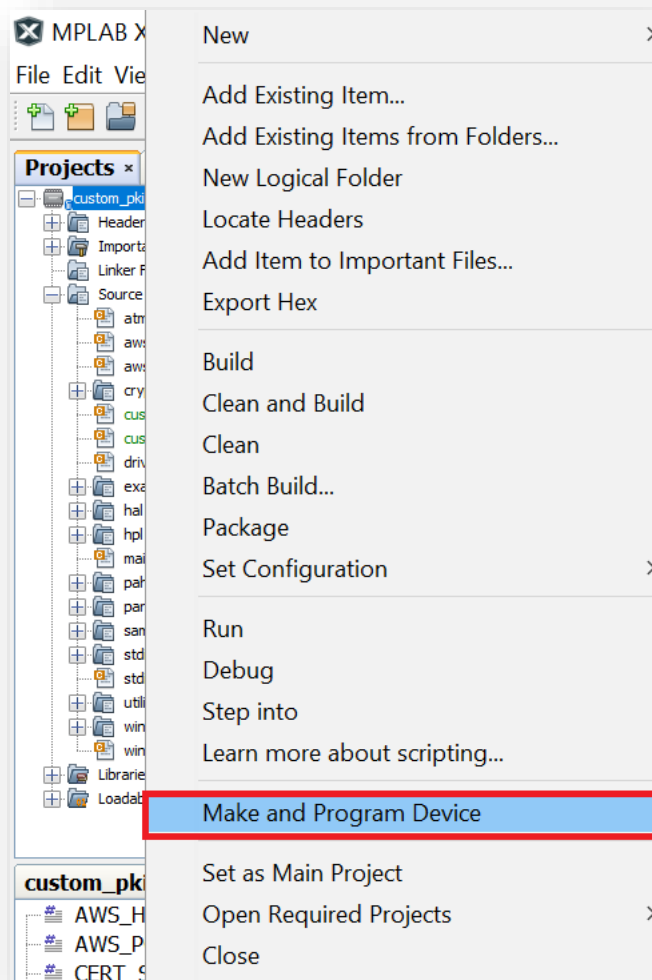 MPLAB X
File Edit Vie
Projects ×
custom_pki
Header
Importa
Linker F
Source
atm
aws
aws
cry
cus
cus
driv
exa
hal
hpl
mai
pah
par
sam
std
std
utili
win
win
Librarie
Loadab
custom_pki
AWS_H
AWS_P
CERT_S
New
Add Existing Item...
Add Existing Items from Folders...
New Logical Folder
Locate Headers
Add Item to Important Files...
Export Hex
Build
Clean and Build
Clean
Batch Build...
Package
Set Configuration
Run
Debug
Step into
Learn more about scripting...
Make and Program Device
Set as Main Project
Open Required Projects
Close